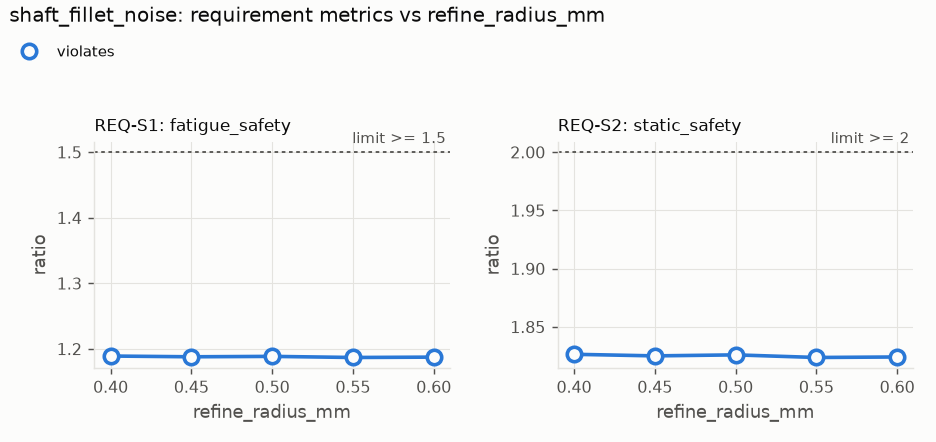 shaft_fillet_noise: requirement metrics vs refine_radius_mm
violates
REQ-S1: fatigue_safety
limit >= 1.5
1.5
1.4
1.3
1.2
ratio
0.40 0.45 0.50 0.55 0.60
refine_radius_mm
REQ-S2: static_safety
limit >= 2
2.00
1.95
1.90
1.85
ratio
0.40 0.45 0.50 0.55 0.60
refine_radius_mm